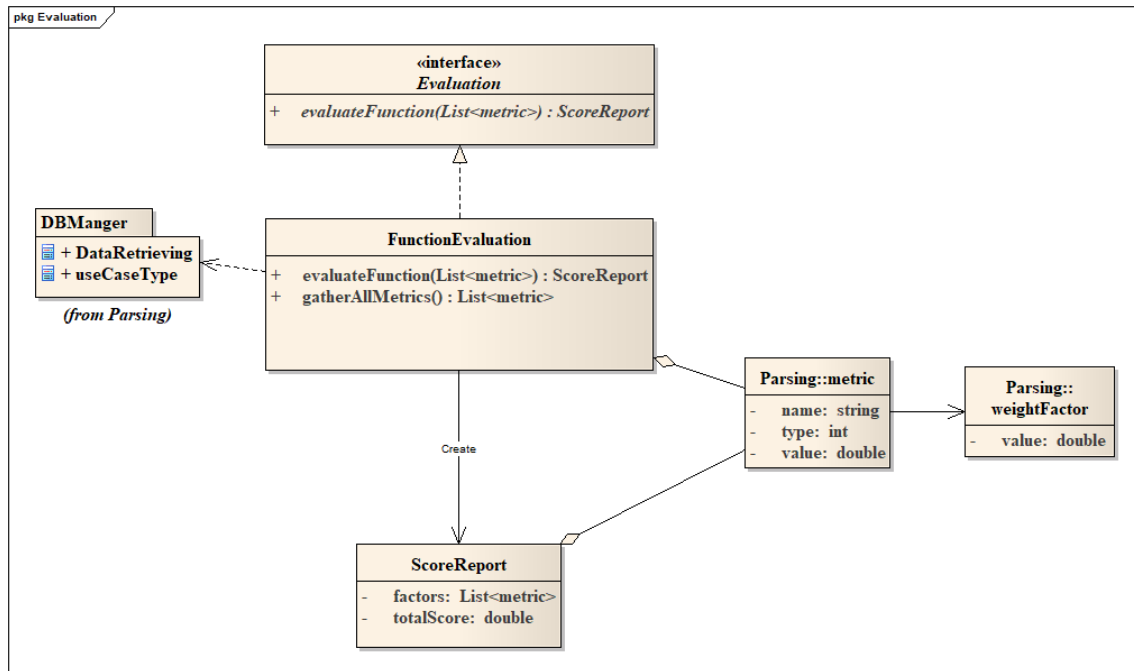 pkg Evaluation
«interface»
Evaluation
+ evaluateFunction(List<metric>) : ScoreReport
DBManger
+ DataRetrieving
+ useCaseType
(from Parsing)
FunctionEvaluation
+ evaluateFunction(List<metric>) : ScoreReport
+ gatherAllMetrics() : List<metric>
Parsing::metric
- name: string
- type: int
- value: double
Parsing::
weightFactor
- value: double
Create
ScoreReport
- factors: List<metric>
- totalScore: double